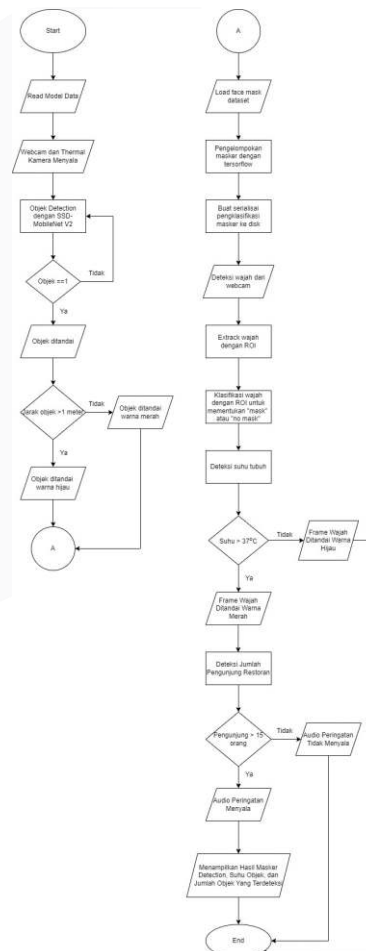 Start
Read Model Data
Webcam dan Thermal
Kamera Menyala
Objek Detection
dengan SSD-
MobileNet V2
Tidak
Objek ==1
Ya
Objek ditandai
Tidak
Jarak objek >1 meter
Objek ditandai
warna merah
Ya
Objek ditandai
warna hijau
A
A
Load face mask
dataset
Pengelompokan
masker dengan
tersorflow
Buat serialisai
pengklasifikasi
masker ke disk
Deteksi wajah dari
webcam
Extrack wajah
dengan ROI
Klasifikasi wajah
dengan ROI untuk
mementukan "mask"
atau "no mask"
Deteksi suhu tubuh
Suhu > 37°C
Tidak
Frame Wajah
Ditandai Warna
Hijau
Ya
Frame Wajah
Ditandai Warna
Merah
Deteksi Jumlah
Pengunjung Restoran
Pengunjung > 15
orang
Tidak
Audio Peringatan
Tidak Menyala
Ya
Audio Peringatan
Menyala
Menampilkan Hasil Masker
Detection, Suhu Objek, dan
Jumlah Objek Yang Terdeteksi
End